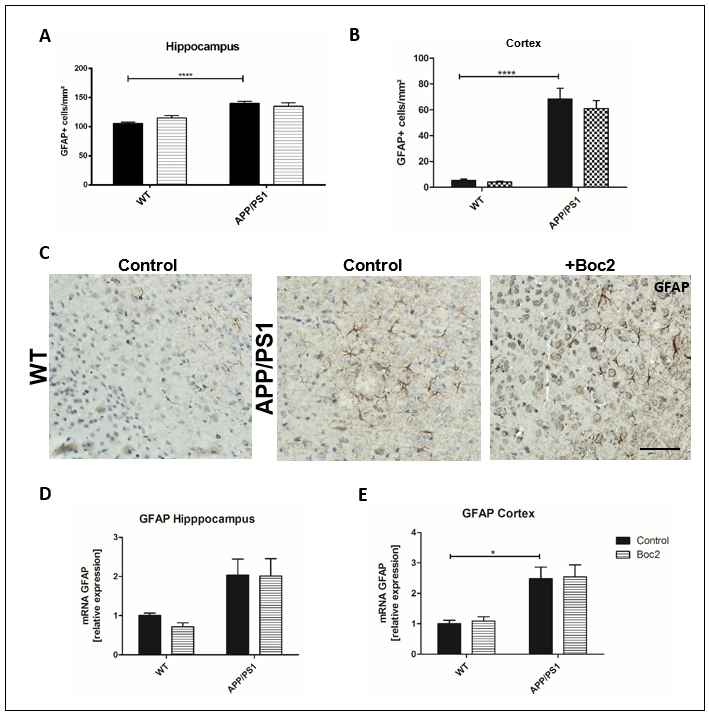 A
Hippocampus
GFAP+ cells/mm²
200
150
100
50
0
****
WT
APP/PS1
B
Cortex
GFAP+ cells/mm²
100
80
60
40
20
0
****
WT
APP/PS1
C
Control
Control
+Boc2
WT
APP/PS1
GFAP
D
GFAP Hipppocampus
mRNA GFAP
[relative expression]
3
2
1
0
WT
APP/PS1
E
GFAP Cortex
mRNA GFAP
[relative expression]
4
3
2
1
0
*
WT
APP/PS1
Control
Boc2